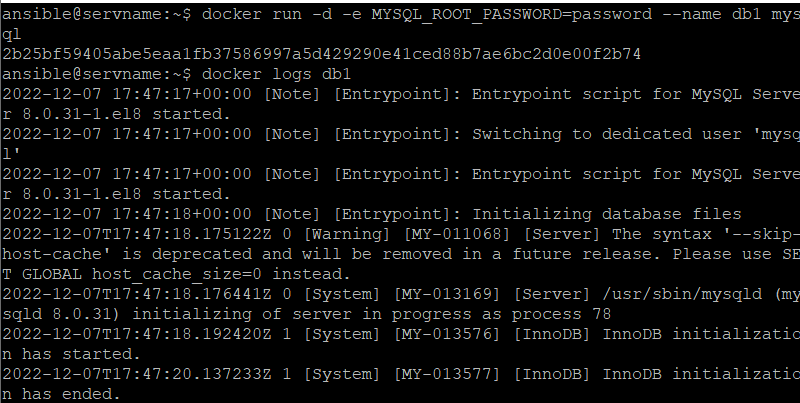 ansible@servname:~$ docker run -d -e MYSQL_ROOT_PASSWORD=password --name db1 mys
ql
2b25bf59405abe5eaa1fb37586997a5d429290e41ced88b7ae6bc2d0e00f2b74
ansible@servname:~$ docker logs db1
2022-12-07 17:47:17+00:00 [Note] [Entrypoint]: Entrypoint script for MySQL Serve
r 8.0.31-1.el8 started.
2022-12-07 17:47:17+00:00 [Note] [Entrypoint]: Switching to dedicated user 'mysq
l'
2022-12-07 17:47:17+00:00 [Note] [Entrypoint]: Entrypoint script for MySQL Serve
r 8.0.31-1.el8 started.
2022-12-07 17:47:18+00:00 [Note] [Entrypoint]: Initializing database files
2022-12-07T17:47:18.175122Z 0 [Warning] [MY-011068] [Server] The syntax '--skip-
host-cache' is deprecated and will be removed in a future release. Please use SE
T GLOBAL host_cache_size=0 instead.
2022-12-07T17:47:18.176441Z 0 [System] [MY-013169] [Server] /usr/sbin/mysqld (my
sqld 8.0.31) initializing of server in progress as process 78
2022-12-07T17:47:18.192420Z 1 [System] [MY-013576] [InnoDB] InnoDB initializatio
n has started.
2022-12-07T17:47:20.137233Z 1 [System] [MY-013577] [InnoDB] InnoDB initializatio
n has ended.